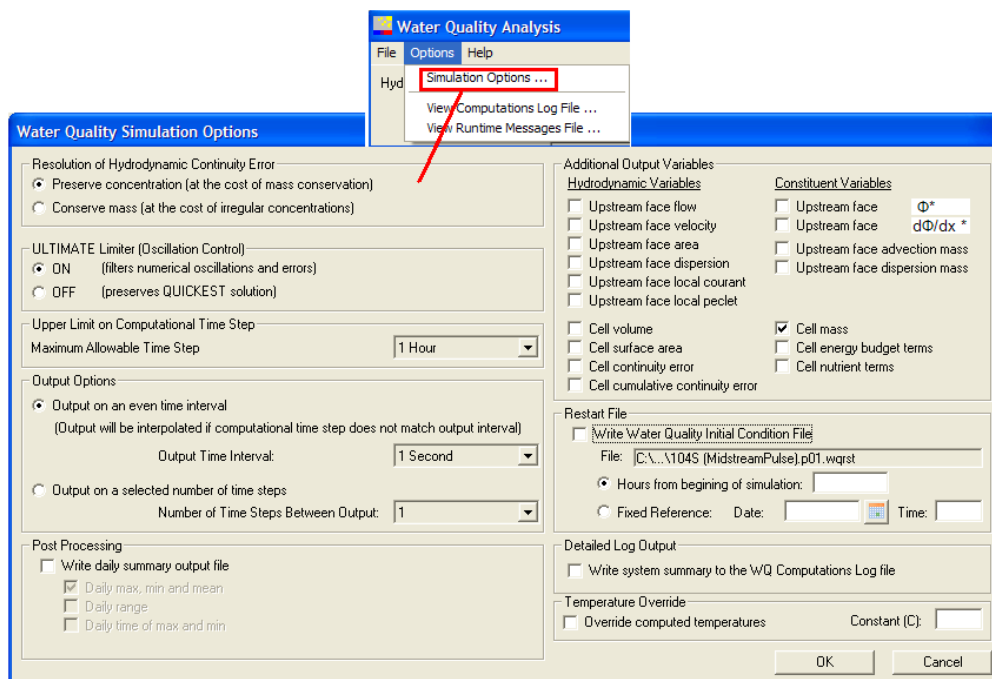 Water Quality Analysis
File Options Help
Hyd
Simulation Options ...
View Computations Log File ...
View Runtime Messages File ...
Water Quality Simulation Options
Resolution of Hydrodynamic Continuity Error
Preserve concentration (at the cost of mass conservation)
Conserve mass (at the cost of irregular concentrations)
ULTIMATE Limiter (Oscillation Control)
ON (filters numerical oscillations and errors)
OFF (preserves QUICKEST solution)
Upper Limit on Computational Time Step
Maximum Allowable Time Step 1 Hour
Output Options
Output on an even time interval
(Output will be interpolated if computational time step does not match output interval)
Output Time Interval: 1 Second
Output on a selected number of time steps
Number of Time Steps Between Output: 1
Post Processing
Write daily summary output file
Daily max, min and mean
Daily range
Daily time of max and min
Additional Output Variables
Hydrodynamic Variables Constituent Variables
Upstream face flow Upstream face Φ*
Upstream face velocity Upstream face dΦ/dx *
Upstream face area Upstream face advection mass
Upstream face dispersion Upstream face dispersion mass
Upstream face local courant
Upstream face local peclet
Cell volume Cell mass
Cell surface area Cell energy budget terms
Cell continuity error Cell nutrient terms
Cell cumulative continuity error
Restart File
Write Water Quality Initial Condition File
File: C:\...\104S (MidstreamPulse).p01.wqrst
Hours from begining of simulation:
Fixed Reference: Date: Time:
Detailed Log Output
Write system summary to the WQ Computations Log file
Temperature Override
Override computed temperatures Constant (C):
OK Cancel